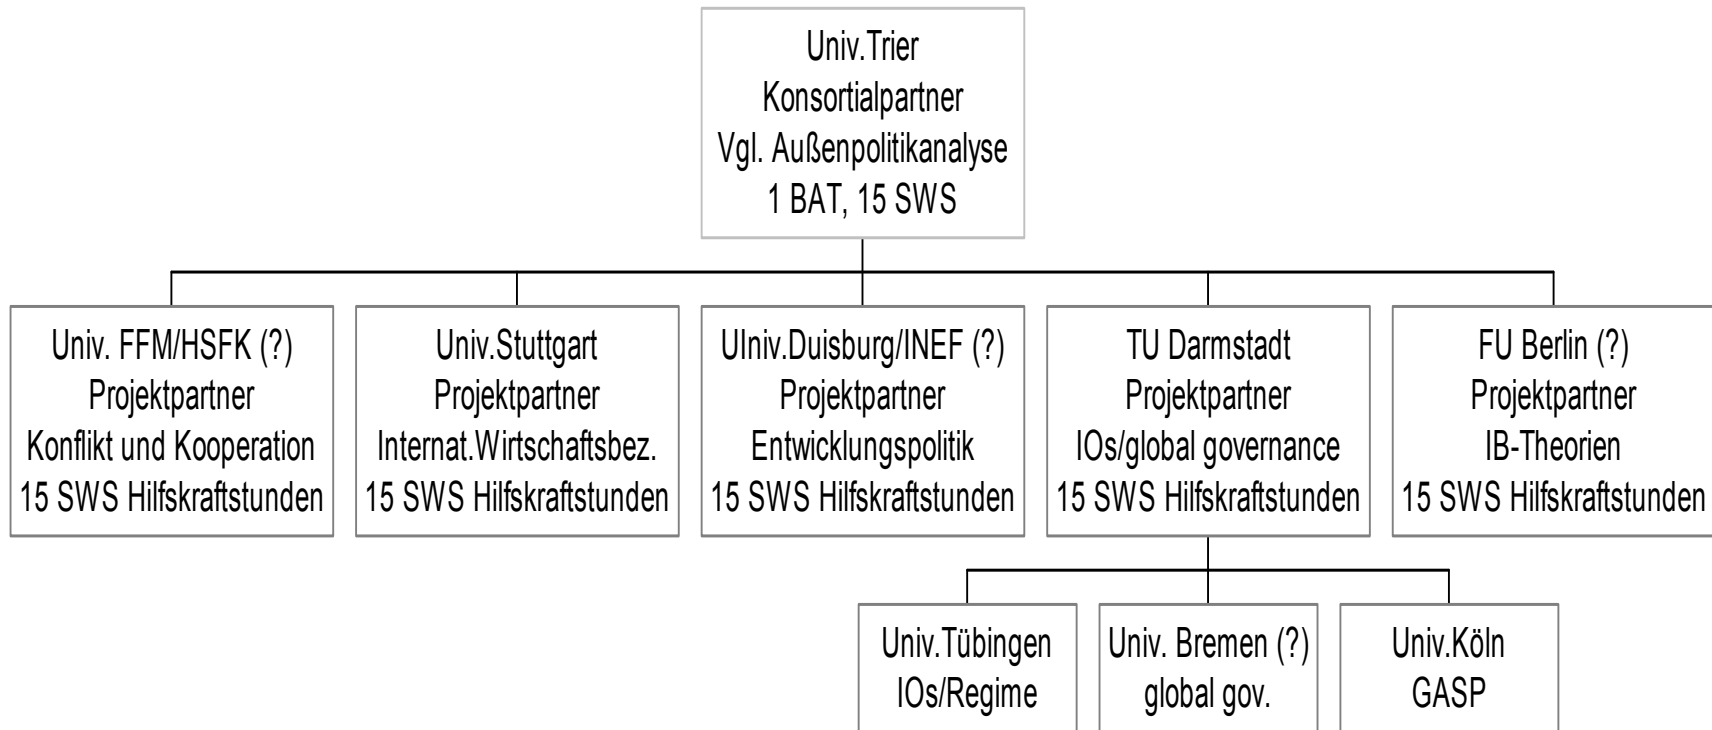 Univ.Trier
Konsortialpartner
Vgl. Außenpolitikanalyse
1 BAT, 15 SWS
Univ. FFM/HSFK (?)
Projektpartner
Konflikt und Kooperation
15 SWS Hilfskraftstunden
Univ.Stuttgart
Projektpartner
Internat.Wirtschaftsbez.
15 SWS Hilfskraftstunden
UIniv.Duisburg/INEF (?)
Projektpartner
Entwicklungspolitik
15 SWS Hilfskraftstunden
TU Darmstadt
Projektpartner
IOs/global governance
15 SWS Hilfskraftstunden
FU Berlin (?)
Projektpartner
IB-Theorien
15 SWS Hilfskraftstunden
Univ.Tübingen
IOs/Regime
Univ. Bremen (?)
global gov.
Univ.Köln
GASP